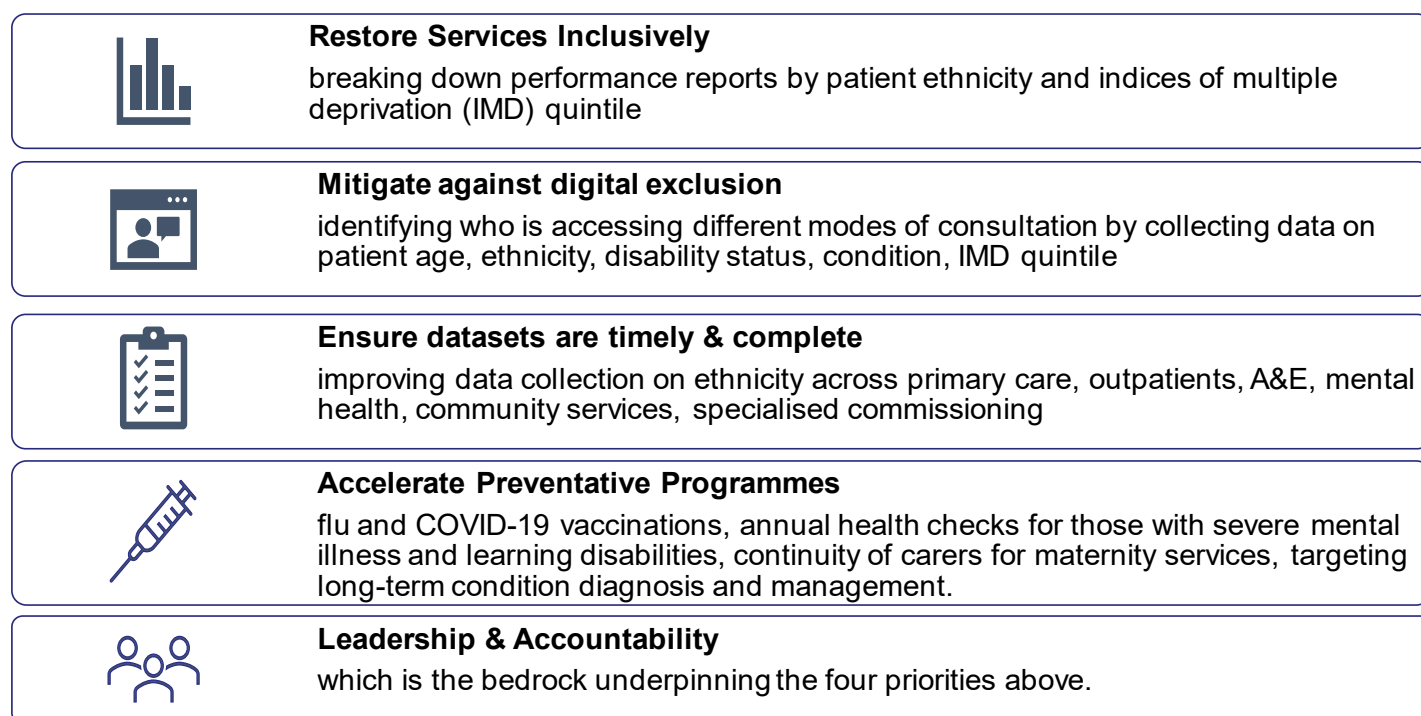 Restore Services Inclusively
breaking down performance reports by patient ethnicity and indices of multiple
deprivation (IMD) quintile
Mitigate against digital exclusion
identifying who is accessing different modes of consultation by collecting data on
patient age, ethnicity, disability status, condition, IMD quintile
Ensure datasets are timely & complete
improving data collection on ethnicity across primary care, outpatients, A&E, mental
health, community services, specialised commissioning
Accelerate Preventative Programmes
flu and COVID-19 vaccinations, annual health checks for those with severe mental
illness and learning disabilities, continuity of carers for maternity services, targeting
long-term condition diagnosis and management.
Leadership & Accountability
which is the bedrock underpinning the four priorities above.